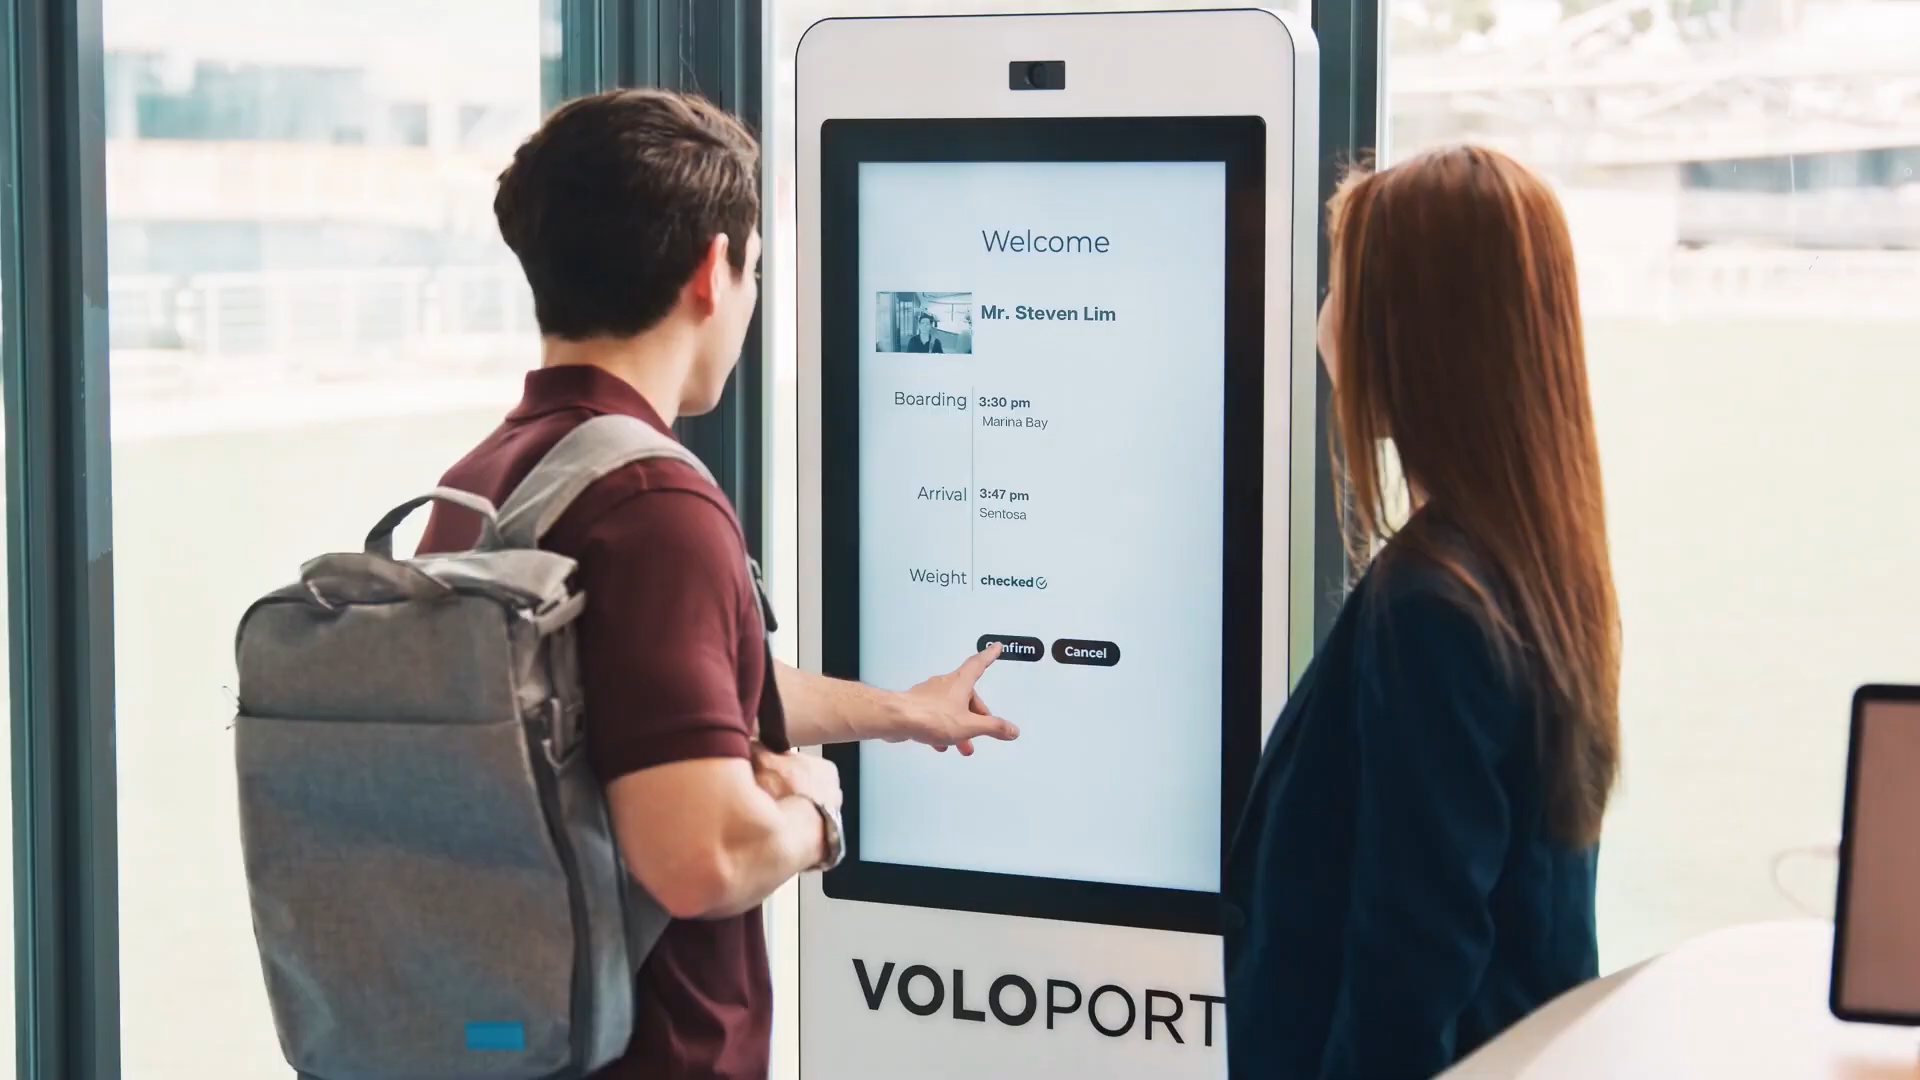 Welcome
Mr. Steven Lim
Boarding 3:30 pm
Marina Bay
Arrival 3:47 pm
Sentosa
Weight checked
Confirm Cancel
VOLOPORT